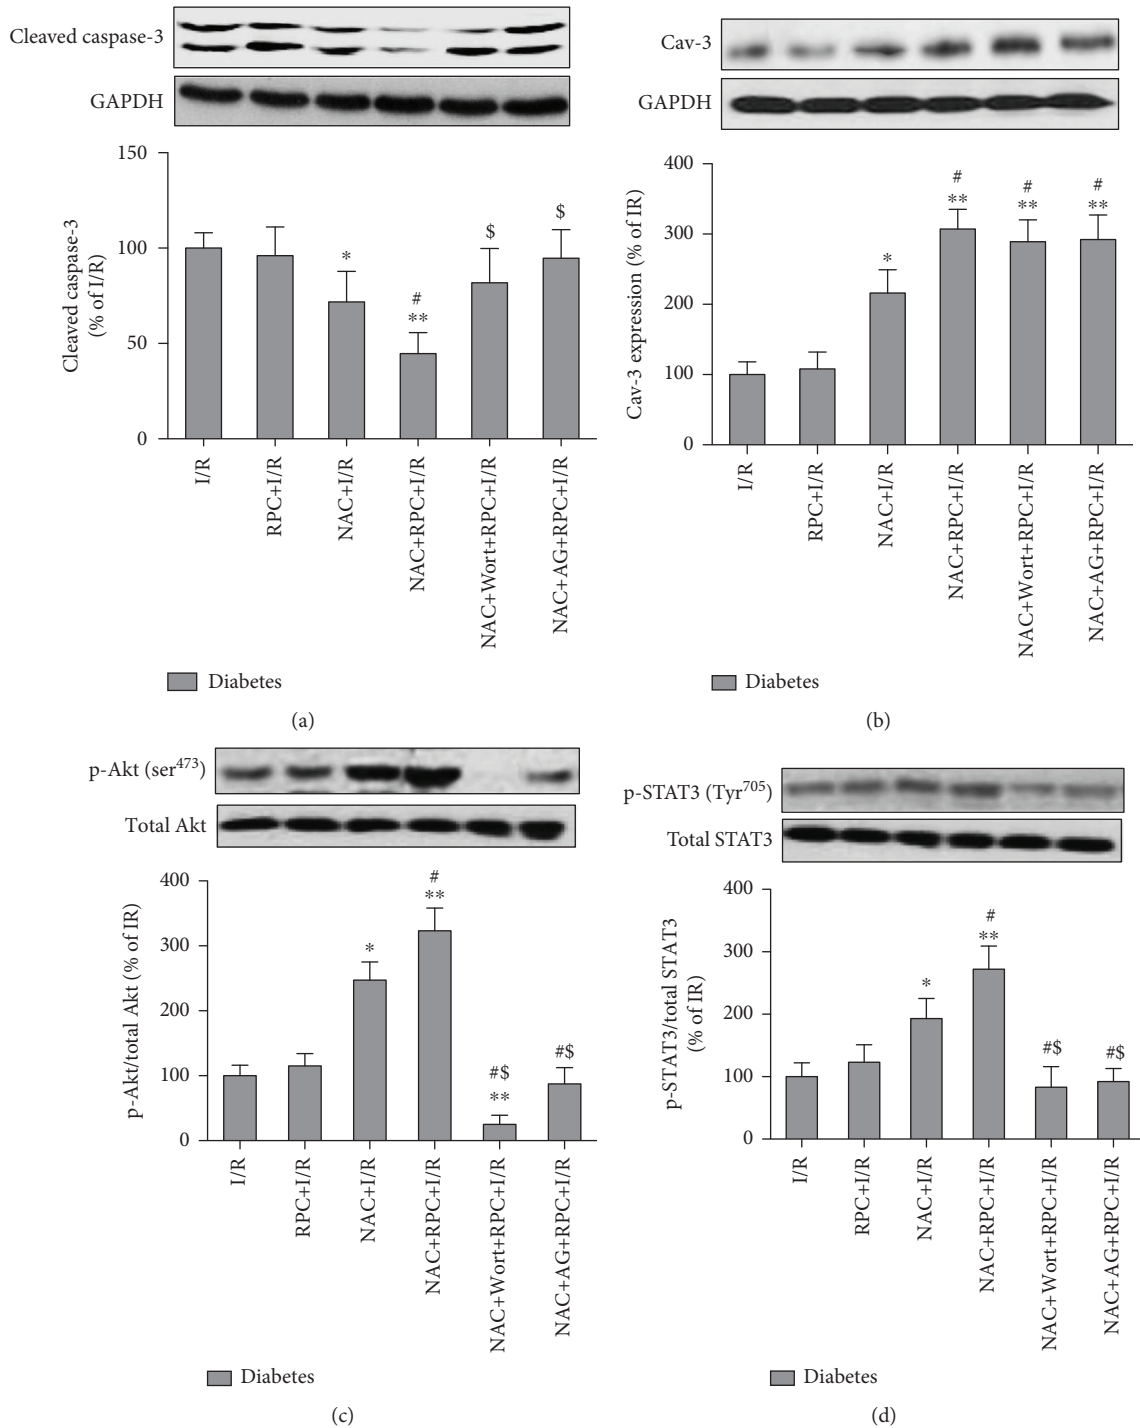 Cleaved caspase-3
GAPDH
150
100
50
0
Cleaved caspase-3
(% of I/R)
*
#
**
$
$
I/R
RPC+I/R
NAC+I/R
NAC+RPC+I/R
NAC+Wort+RPC+I/R
NAC+AG+RPC+I/R
Diabetes
(a)
Cav-3
GAPDH
400
300
200
100
0
Cav-3 expression (% of IR)
*
#
**
#
**
#
**
I/R
RPC+I/R
NAC+I/R
NAC+RPC+I/R
NAC+Wort+RPC+I/R
NAC+AG+RPC+I/R
Diabetes
(b)
p-Akt (ser473)
Total Akt
400
300
200
100
0
p-Akt/total Akt (% of IR)
*
#
**
#$
**
#$
I/R
RPC+I/R
NAC+I/R
NAC+RPC+I/R
NAC+Wort+RPC+I/R
NAC+AG+RPC+I/R
Diabetes
(c)
p-STAT3 (Tyr705)
Total STAT3
400
300
200
100
0
p-STAT3/total STAT3
(% of IR)
*
#
**
#$
#$
I/R
RPC+I/R
NAC+I/R
NAC+RPC+I/R
NAC+Wort+RPC+I/R
NAC+AG+RPC+I/R
Diabetes
(d)